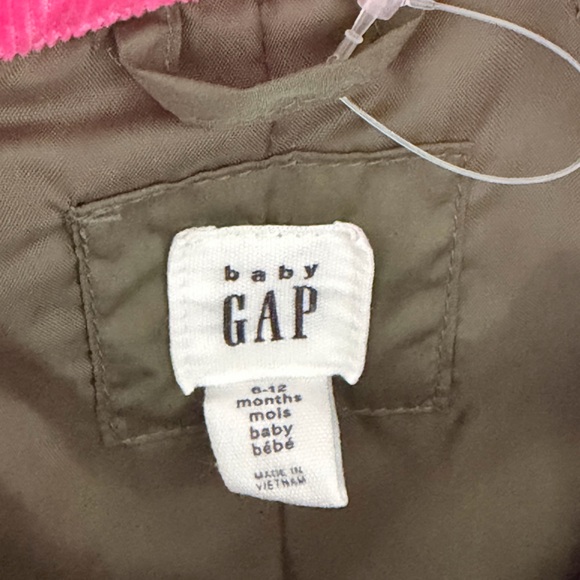 baby
GAP
6-12
months
mois
baby
bébé
MADE IN
VIETNAM